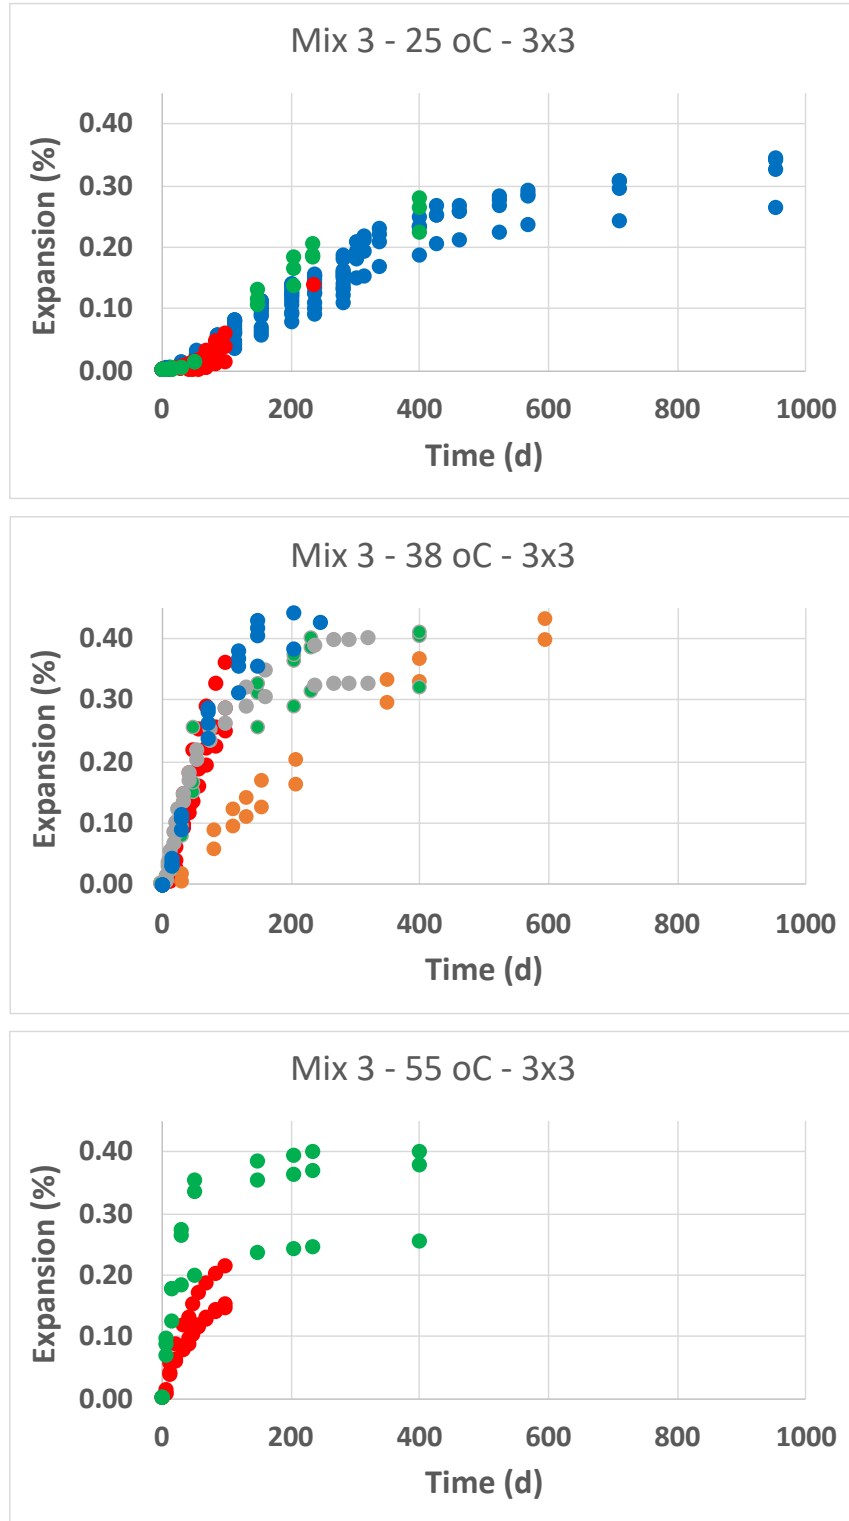 Mix 3 - 25 oC - 3x3
Expansion (%)
0.40
0.30
0.20
0.10
0.00
0 200 400 600 800 1000
Time (d)
Mix 3 - 38 oC - 3x3
Expansion (%)
0.40
0.30
0.20
0.10
0.00
0 200 400 600 800 1000
Time (d)
Mix 3 - 55 oC - 3x3
Expansion (%)
0.40
0.30
0.20
0.10
0.00
0 200 400 600 800 1000
Time (d)